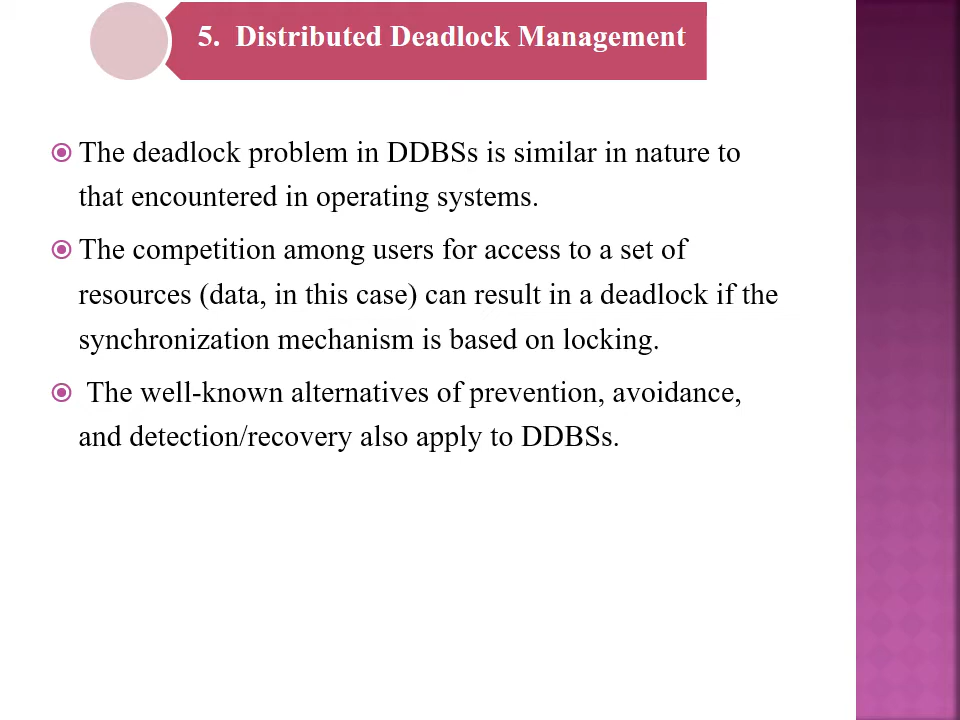 5. Distributed Deadlock Management
The deadlock problem in DDBSs is similar in nature to
that encountered in operating systems.
The competition among users for access to a set of
resources (data, in this case) can result in a deadlock if the
synchronization mechanism is based on locking.
The well-known alternatives of prevention, avoidance,
and detection/recovery also apply to DDBSs.